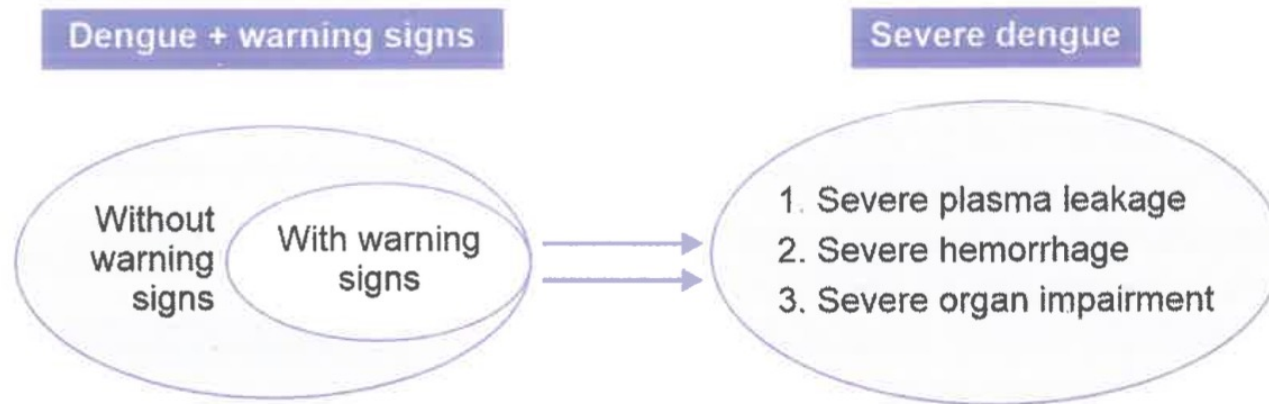 Dengue + warning signs
Severe dengue
Without
warning
signs
With warning
signs
1. Severe plasma leakage
2. Severe hemorrhage
3. Severe organ impairment